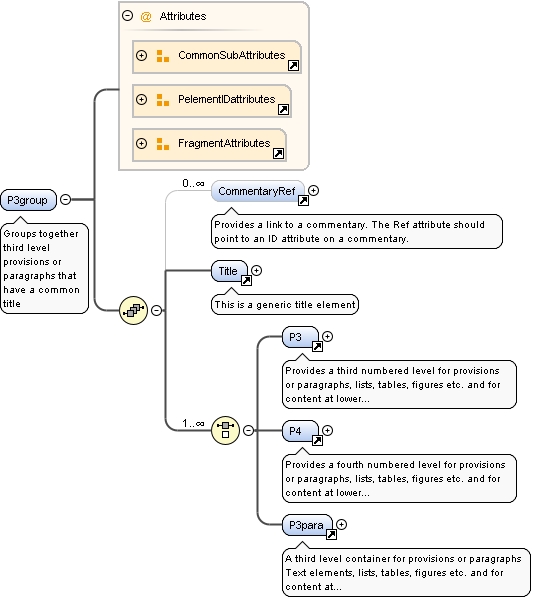 @ Attributes
CommonSubAttributes
PelementIDattributes
FragmentAttributes
0..∞
CommentaryRef
Provides a link to a commentary. The Ref attribute should
point to an ID attribute on a commentary.
P3group
Groups together
third level
provisions or
paragraphs that
have a common
title
Title
This is a generic title element
P3
Provides a third numbered level for provisions
or paragraphs, lists, tables, figures etc. and for
content at lower...
1..∞
P4
Provides a fourth numbered level for provisions
or paragraphs, lists, tables, figures etc. and for
content at lower...
P3para
A third level container for provisions or paragraphs
Text elements, lists, tables, figures etc. and for
content at...